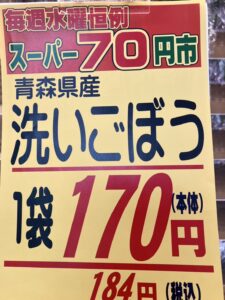 毎週水曜恒例
スーパー70円市
青森県産
洗いごぼう
1袋170円(本体)
184円(税込)